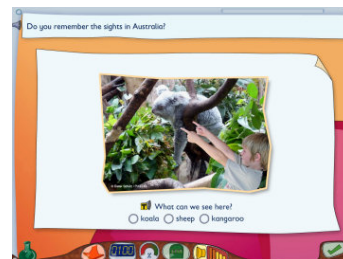 Do you remember the sights in Australia?
What can we see here?
koala sheep kangaroo